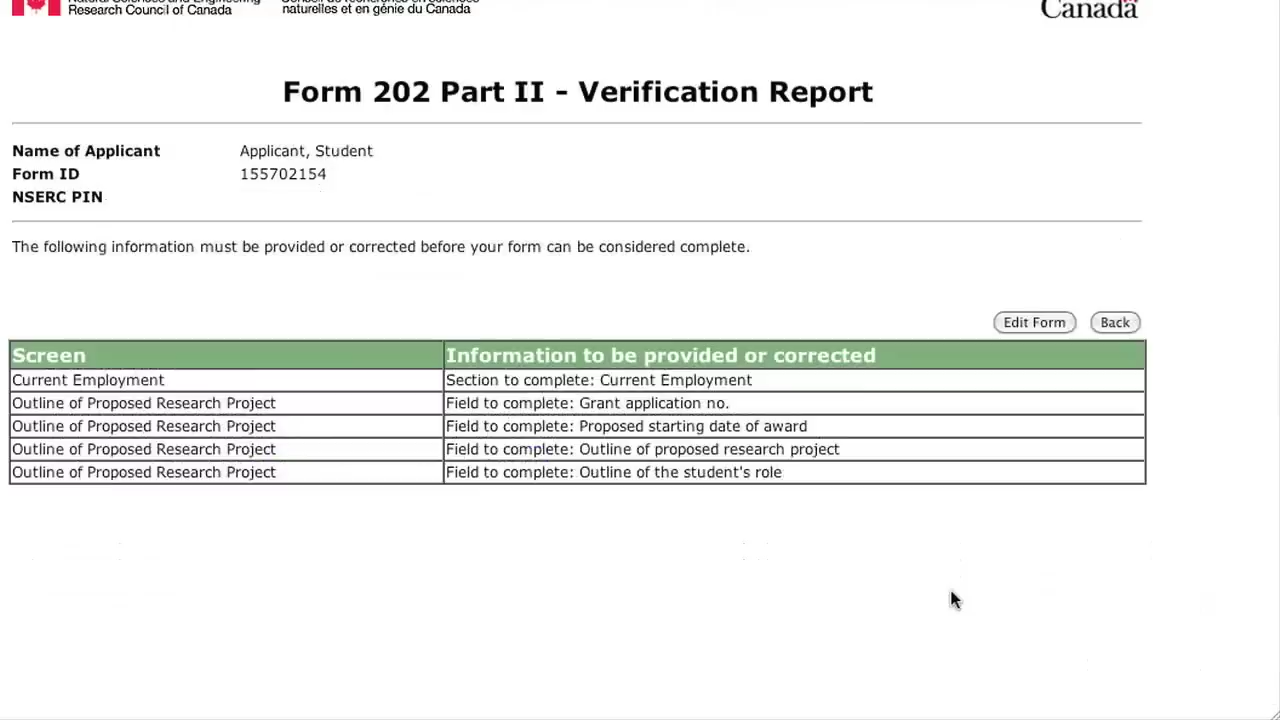 Research Council of Canada
naturelles et en génie du Canada
Canada
Form 202 Part II - Verification Report
Name of Applicant Applicant, Student
Form ID 155702154
NSERC PIN
The following information must be provided or corrected before your form can be considered complete.
Edit Form Back
Screen Information to be provided or corrected
Current Employment Section to complete: Current Employment
Outline of Proposed Research Project Field to complete: Grant application no.
Outline of Proposed Research Project Field to complete: Proposed starting date of award
Outline of Proposed Research Project Field to complete: Outline of proposed research project
Outline of Proposed Research Project Field to complete: Outline of the student's role